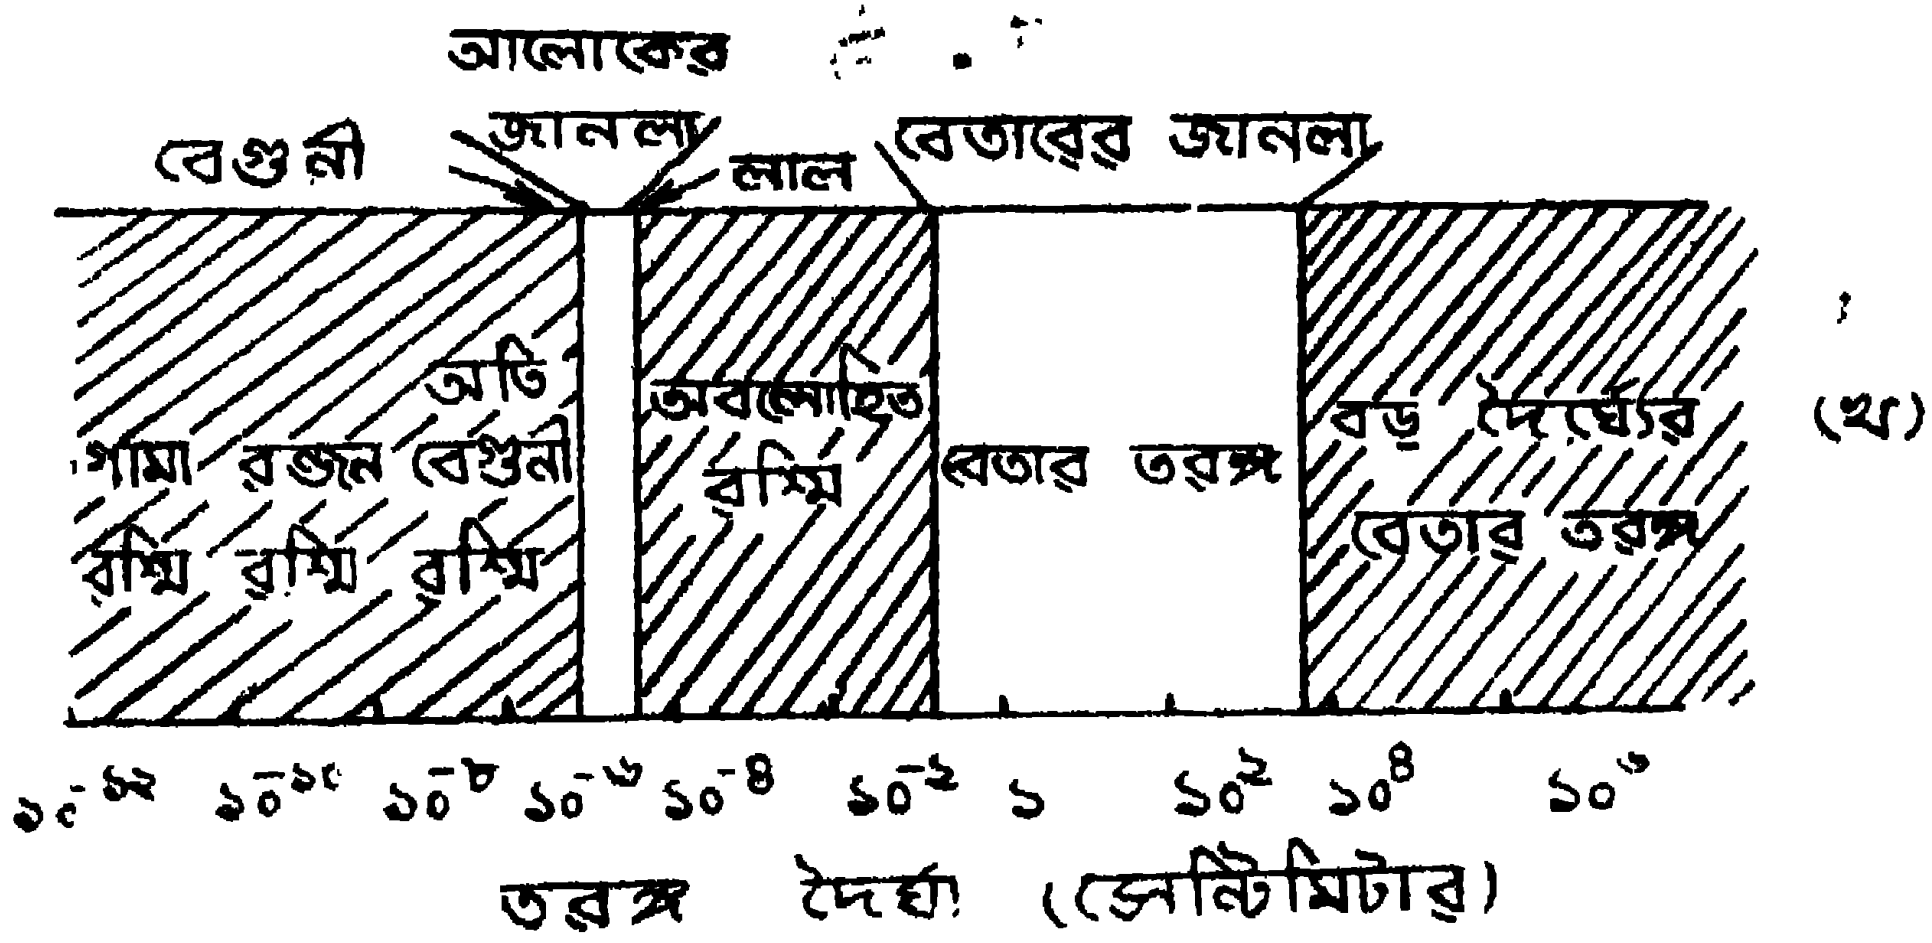 আলোকের
জানলা
বেগুনী
লাল
বেতারের জানলা
অতি
গামা রঞ্জন বেগুনী
রশ্মি রশ্মি রশ্মি
অবলোহিত
রশ্মি
বেতার তরঙ্গ
বড় দৈর্ঘ্যের
বেতার তরঙ্গ
(খ)
১০⁻¹² ১০⁻¹⁰ ১০⁻⁸ ১০⁻⁶ ১০⁻⁴ ১০⁻² ১ ১০² ১০⁴ ১০⁶
তরঙ্গ দৈর্ঘ্য (সেন্টিমিটার)